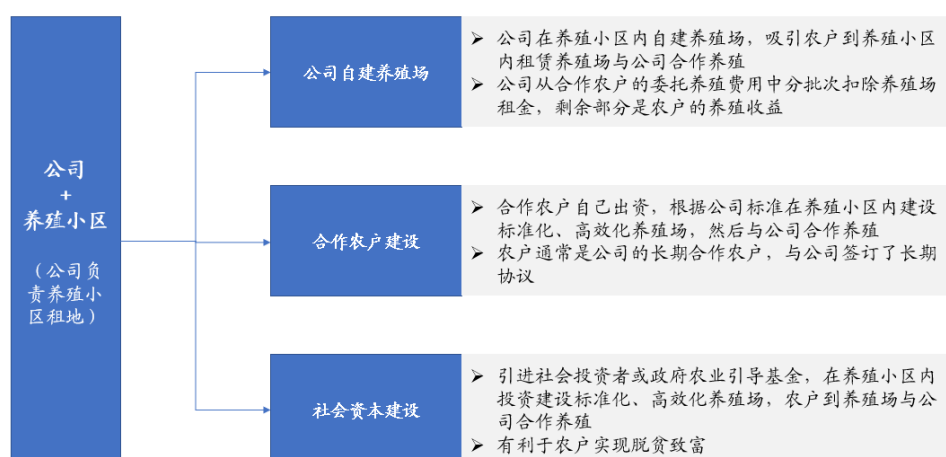 公司
+
养殖小区
（公司负
责养殖小
区租地）
公司自建养殖场
➢ 公司在养殖小区内自建养殖场，吸引农户到养殖小区
内租赁养殖场与公司合作养殖
➢ 公司从合作农户的委托养殖费用中分批次扣除养殖场
租金，剩余部分是农户的养殖收益
合作农户建设
➢ 合作农户自己出资，根据公司标准在养殖小区内建设
标准化、高效化养殖场，然后与公司合作养殖
➢ 农户通常是公司的长期合作农户，与公司签订了长期
协议
社会资本建设
➢ 引进社会投资者或政府农业引导基金，在养殖小区内
投资建设标准化、高效化养殖场，农户到养殖场与公
司合作养殖
➢ 有利于农户实现脱贫致富